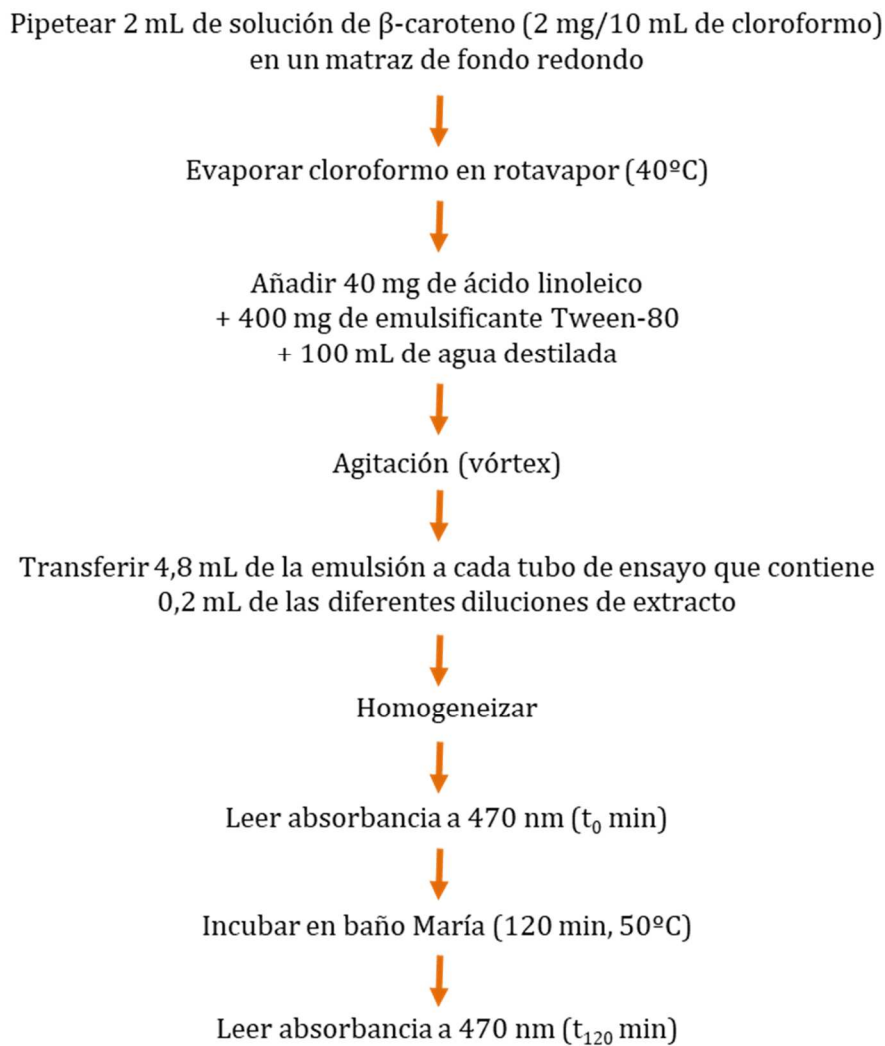 Pipetear 2 mL de solución de β-caroteno (2 mg/10 mL de cloroformo)
en un matraz de fondo redondo
Evaporar cloroformo en rotavapor (40ºC)
Añadir 40 mg de ácido linoleico
+ 400 mg de emulsificante Tween-80
+ 100 mL de agua destilada
Agitación (vórtex)
Transferir 4,8 mL de la emulsión a cada tubo de ensayo que contiene
0,2 mL de las diferentes diluciones de extracto
Homogeneizar
Leer absorbancia a 470 nm (t₀ min)
Incubar en baño María (120 min, 50ºC)
Leer absorbancia a 470 nm (t₁₂₀ min)